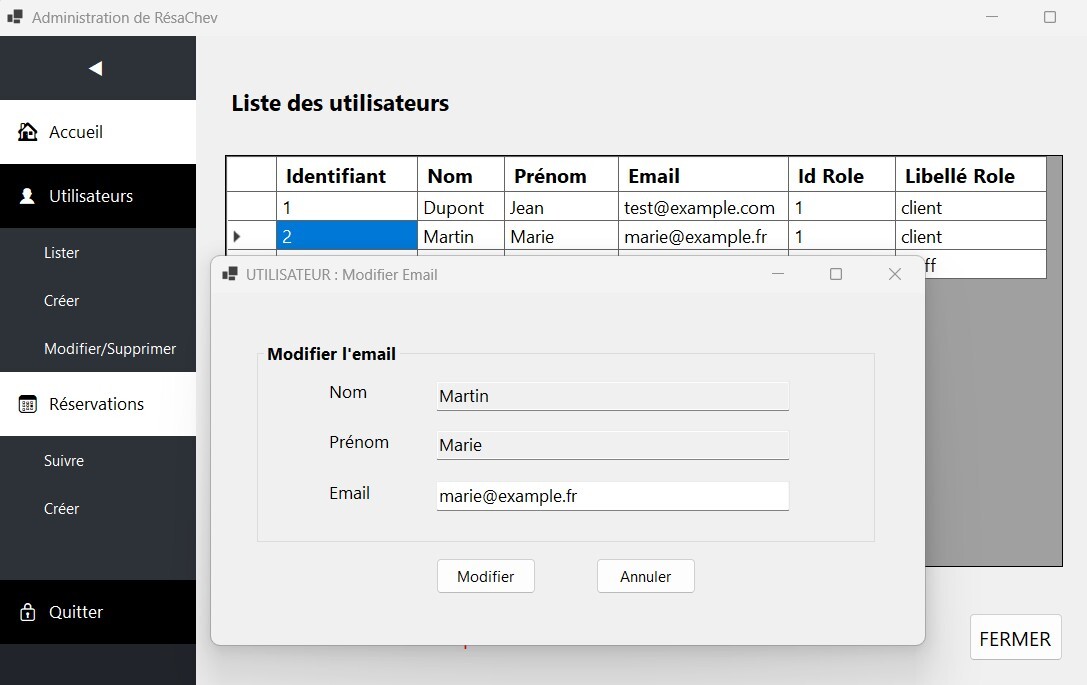 Administration de RésaChev
Accueil
Utilisateurs
Lister
Créer
Modifier/Supprimer
Réservations
Suivre
Créer
Quitter
Liste des utilisateurs
Identifiant Nom Prénom Email Id Role Libellé Role
1 Dupont Jean test@example.com 1 client
2 Martin Marie marie@example.fr 1 client
UTILISATEUR : Modifier Email
Modifier l'email
Nom Martin
Prénom Marie
Email marie@example.fr
Modifier Annuler
FERMER